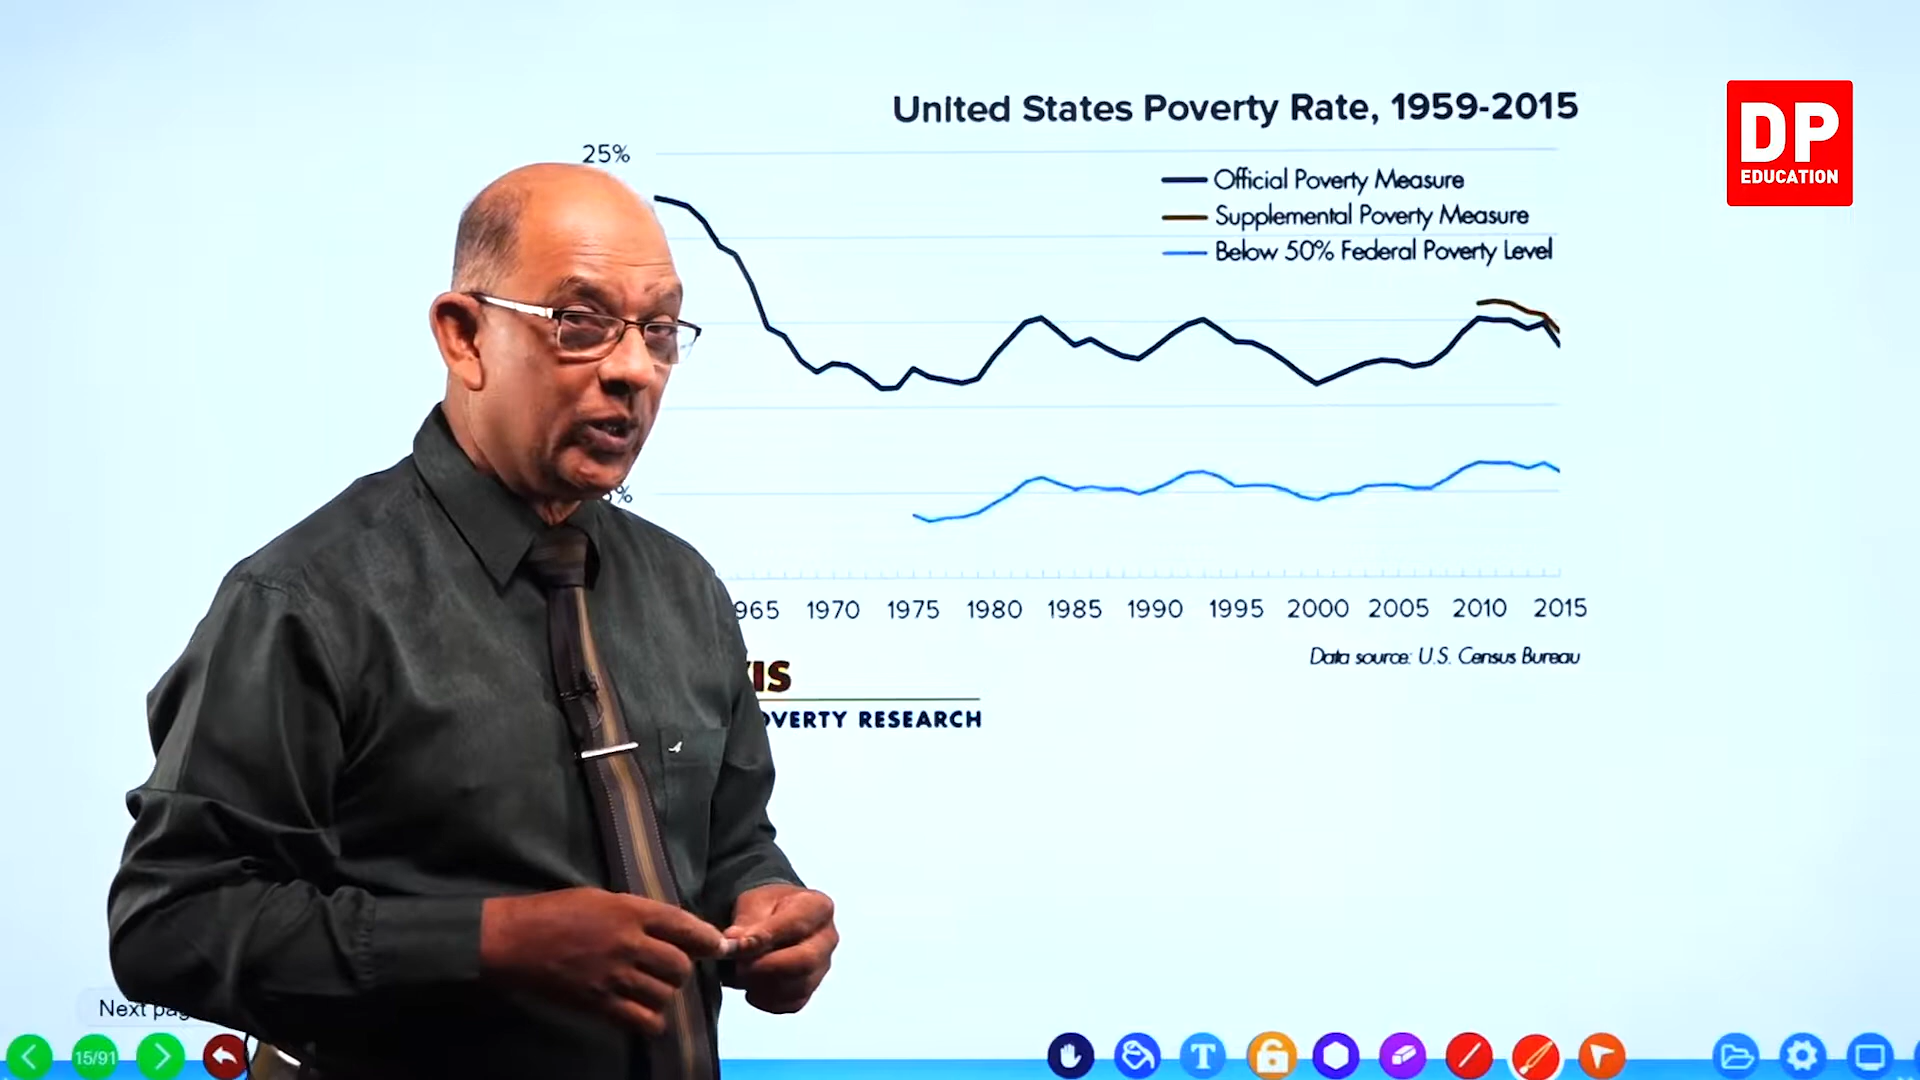 United States Poverty Rate, 1959-2015
DP
EDUCATION
25%
Official Poverty Measure
Supplemental Poverty Measure
Below 50% Federal Poverty Level
%
965 1970 1975 1980 1985 1990 1995 2000 2005 2010 2015
Data source: U.S. Census Bureau
IS
OVERTY RESEARCH
Next pag
15/91
T